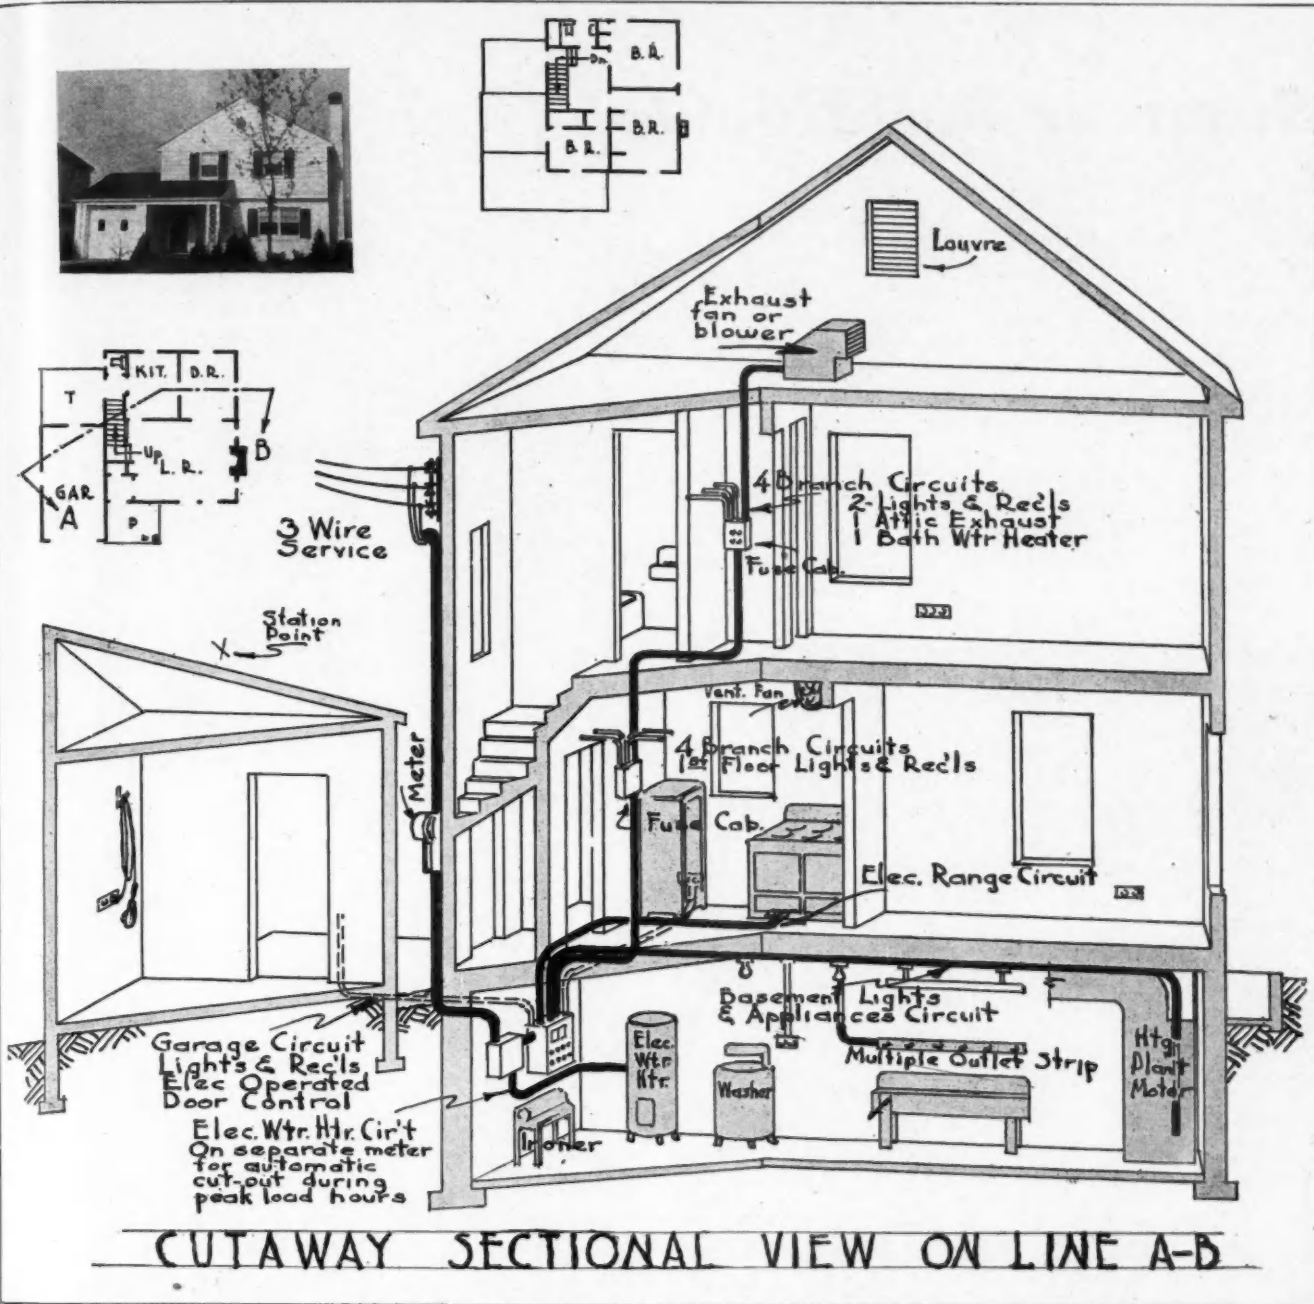 Dn.
B.R.
B.R.
B.R.
Louvre
Exhaust
fan or
blower
KIT.
D.R.
T
Up
L.R.
B
GAR
A
P
3 Wire
Service
4 Branch Circuits
2-Lights & Rec'ls
1 Attic Exhaust
1 Bath Wtr Heater
Fuse Cab.
Station
Point
X
Vent. Fan
Meter
4 Branch Circuits
1st Floor Lights & Rec'ls
Fuse Cab.
Elec. Range Circuit
Basement Lights
& Appliances Circuit
Multiple Outlet Strip
Garage Circuit
Lights & Rec'ls
Elec Operated
Door Control
Elec.
Wtr.
Htr.
Washer
Htg
Plant
Motor
Elec. Wtr. Htr. Cir't
On separate meter
for automatic
cut-out during
peak load hours
Ironer
CUTAWAY SECTIONAL VIEW ON LINE A-B